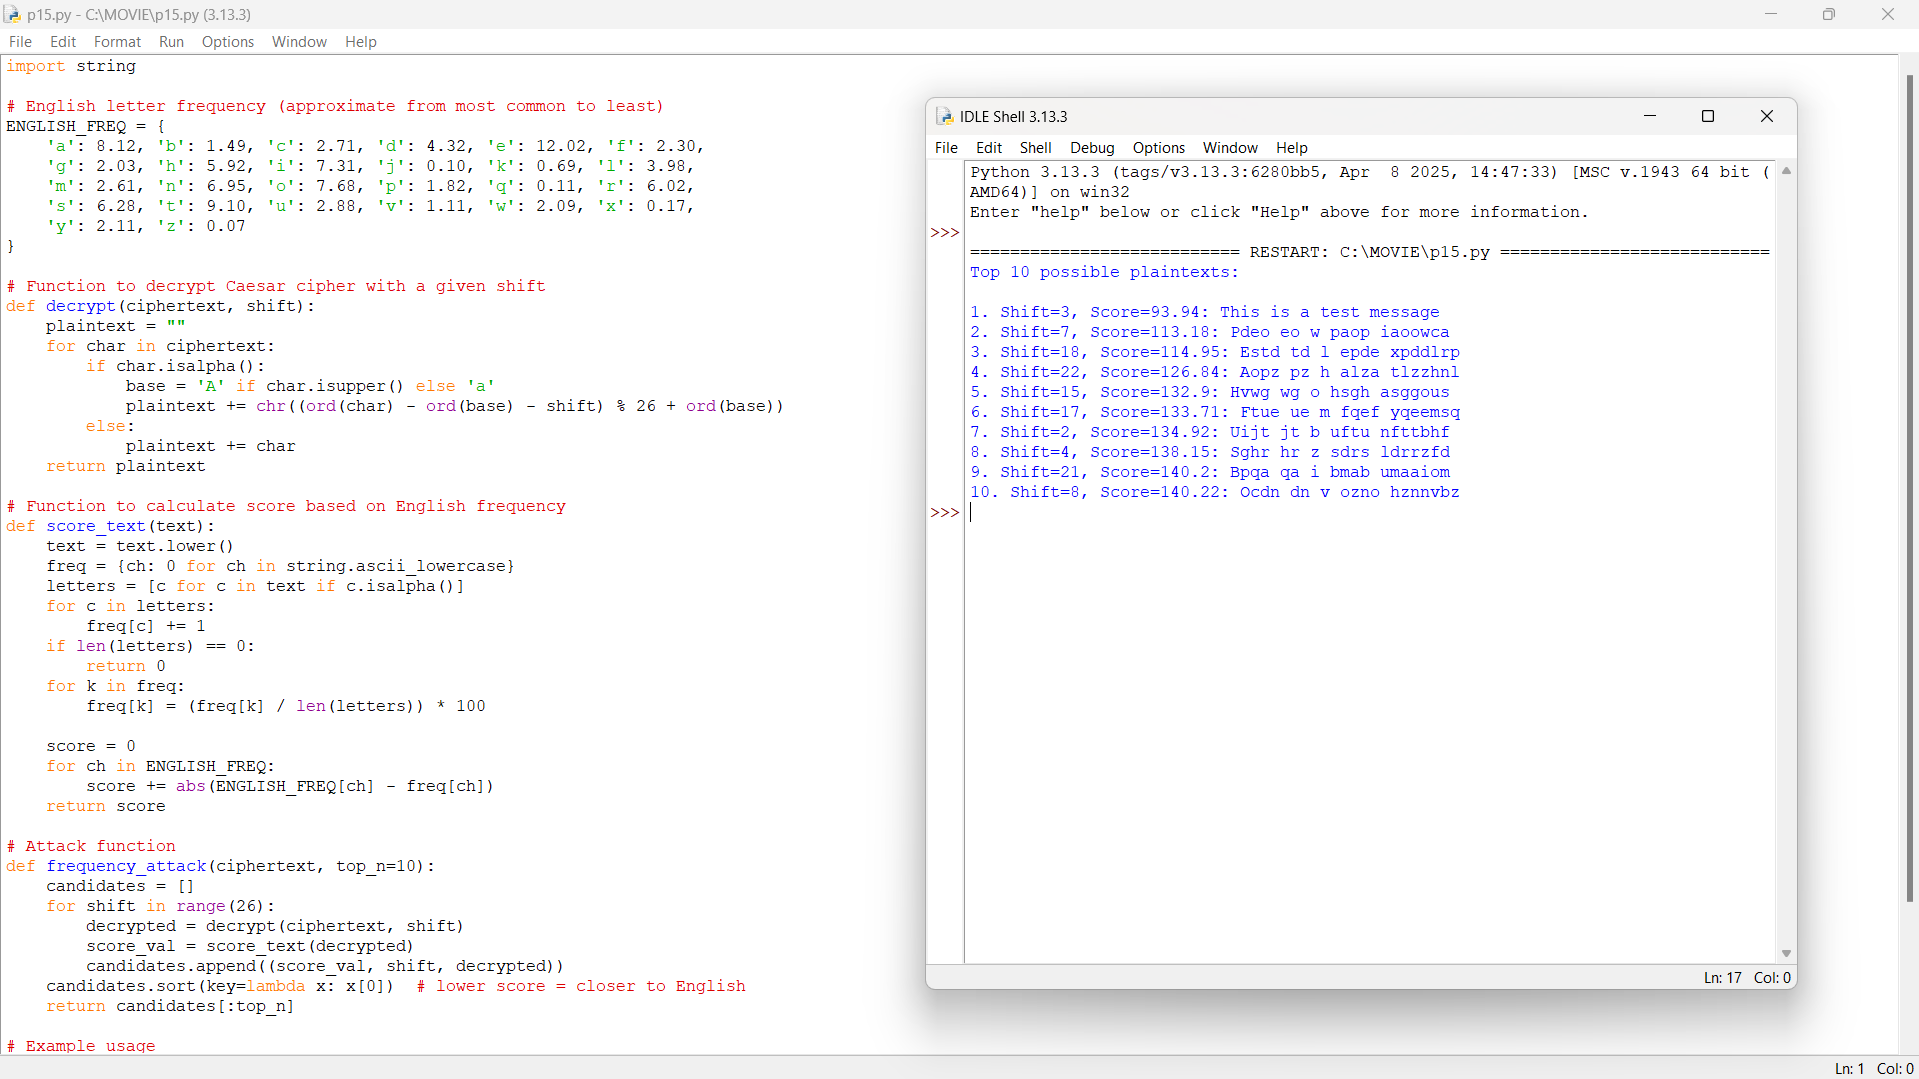 p15.py - C:\MOVIE\p15.py (3.13.3)
File Edit Format Run Options Window Help
import string

# English letter frequency (approximate from most common to least)
ENGLISH_FREQ = {
    'a': 8.12, 'b': 1.49, 'c': 2.71, 'd': 4.32, 'e': 12.02, 'f': 2.30,
    'g': 2.03, 'h': 5.92, 'i': 7.31, 'j': 0.10, 'k': 0.69, 'l': 3.98,
    'm': 2.61, 'n': 6.95, 'o': 7.68, 'p': 1.82, 'q': 0.11, 'r': 6.02,
    's': 6.28, 't': 9.10, 'u': 2.88, 'v': 1.11, 'w': 2.09, 'x': 0.17,
    'y': 2.11, 'z': 0.07
}

# Function to decrypt Caesar cipher with a given shift
def decrypt(ciphertext, shift):
    plaintext = ""
    for char in ciphertext:
        if char.isalpha():
            base = 'A' if char.isupper() else 'a'
            plaintext += chr((ord(char) - ord(base) - shift) % 26 + ord(base))
        else:
            plaintext += char
    return plaintext

# Function to calculate score based on English frequency
def score_text(text):
    text = text.lower()
    freq = {ch: 0 for ch in string.ascii_lowercase}
    letters = [c for c in text if c.isalpha()]
    for c in letters:
        freq[c] += 1
    if len(letters) == 0:
        return 0
    for k in freq:
        freq[k] = (freq[k] / len(letters)) * 100

    score = 0
    for ch in ENGLISH_FREQ:
        score += abs(ENGLISH_FREQ[ch] - freq[ch])
    return score

# Attack function
def frequency_attack(ciphertext, top_n=10):
    candidates = []
    for shift in range(26):
        decrypted = decrypt(ciphertext, shift)
        score_val = score_text(decrypted)
        candidates.append((score_val, shift, decrypted))
    candidates.sort(key=lambda x: x[0])  # lower score = closer to English
    return candidates[:top_n]

# Example usage
Ln: 1 Col: 0
IDLE Shell 3.13.3
File Edit Shell Debug Options Window Help
Python 3.13.3 (tags/v3.13.3:6280bb5, Apr  8 2025, 14:47:33) [MSC v.1943 64 bit (
AMD64)] on win32
Enter "help" below or click "Help" above for more information.
>>>
=========================== RESTART: C:\MOVIE\p15.py ===========================
Top 10 possible plaintexts:

1. Shift=3, Score=93.94: This is a test message
2. Shift=7, Score=113.18: Pdeo eo w paop iaoowca
3. Shift=18, Score=114.95: Estd td l epde xpddlrp
4. Shift=22, Score=126.84: Aopz pz h alza tlzzhnl
5. Shift=15, Score=132.9: Hvwg wg o hsgh asggous
6. Shift=17, Score=133.71: Ftue ue m fqef yqeemsq
7. Shift=2, Score=134.92: Uijt jt b uftu nfttbhf
8. Shift=4, Score=138.15: Sghr hr z sdrs ldrrzfd
9. Shift=21, Score=140.2: Bpqa qa i bmab umaaiom
10. Shift=8, Score=140.22: Ocdn dn v ozno hznnvbz
>>>
Ln: 17 Col: 0